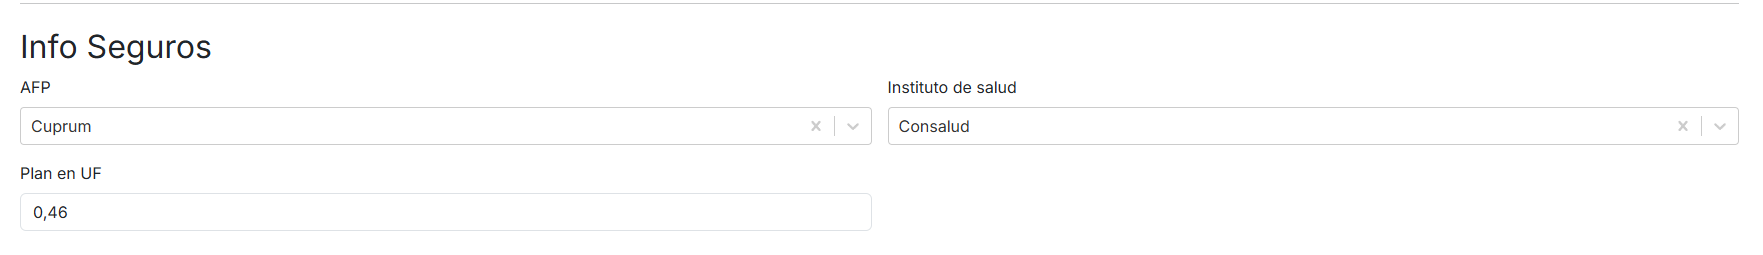 Info Seguros
AFP
Instituto de salud
Cuprum
Consalud
Plan en UF
0,46